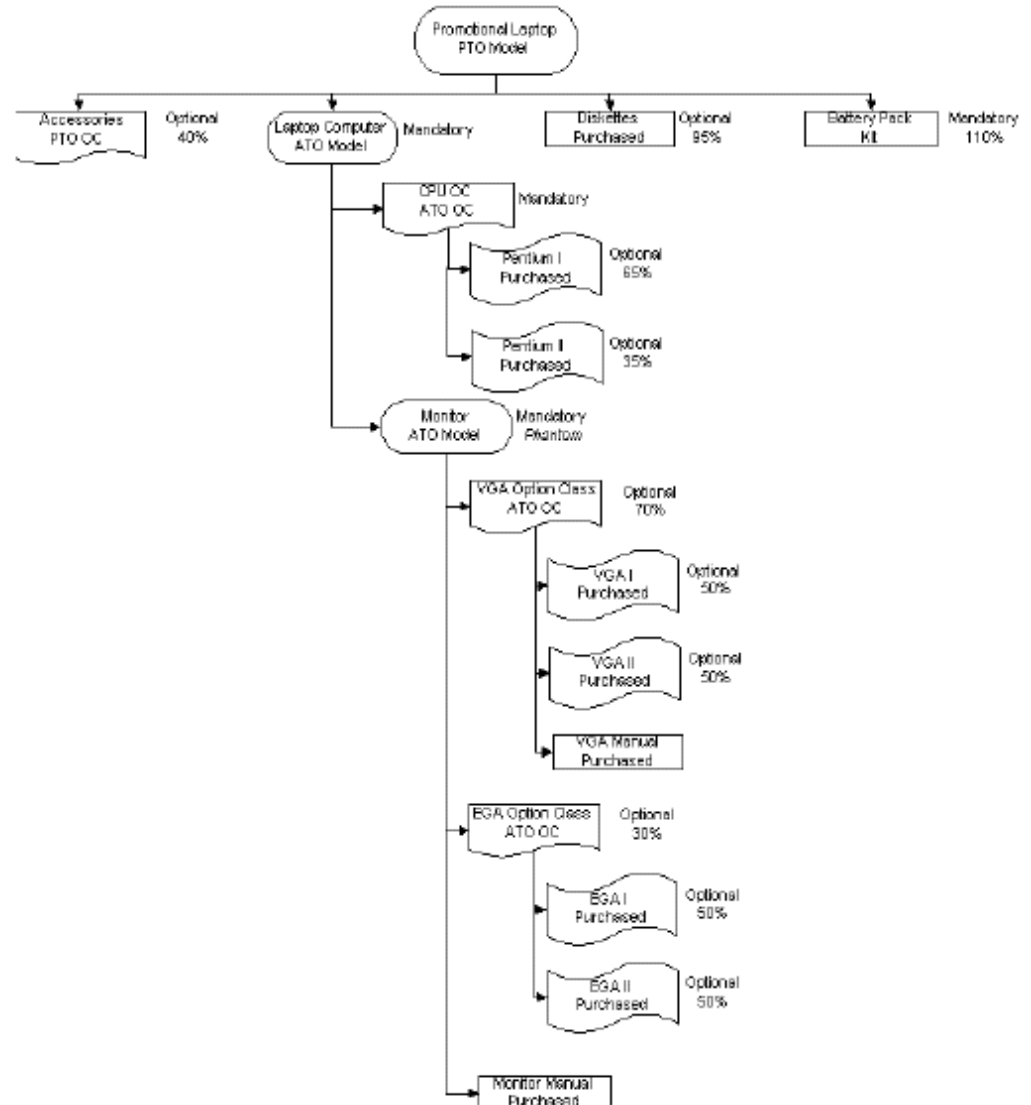 Promotional Laptop
PTO Model
Accessories
PTO OC
Optional
40%
Laptop Computer
ATO Model
Mandatory
Diskettes
Purchased
Optional
95%
Battery Pack
Kit
Mandatory
110%
CPU OC
ATO OC
Mandatory
Pentium I
Purchased
Optional
65%
Pentium II
Purchased
Optional
35%
Monitor
ATO Model
Mandatory
Phantom
VGA Option Class
ATO OC
Optional
70%
VGA I
Purchased
Optional
50%
VGA II
Purchased
Optional
50%
VGA Manual
Purchased
EGA Option Class
ATO OC
Optional
30%
EGA I
Purchased
Optional
50%
EGA II
Purchased
Optional
50%
Monitor Manual
Purchased